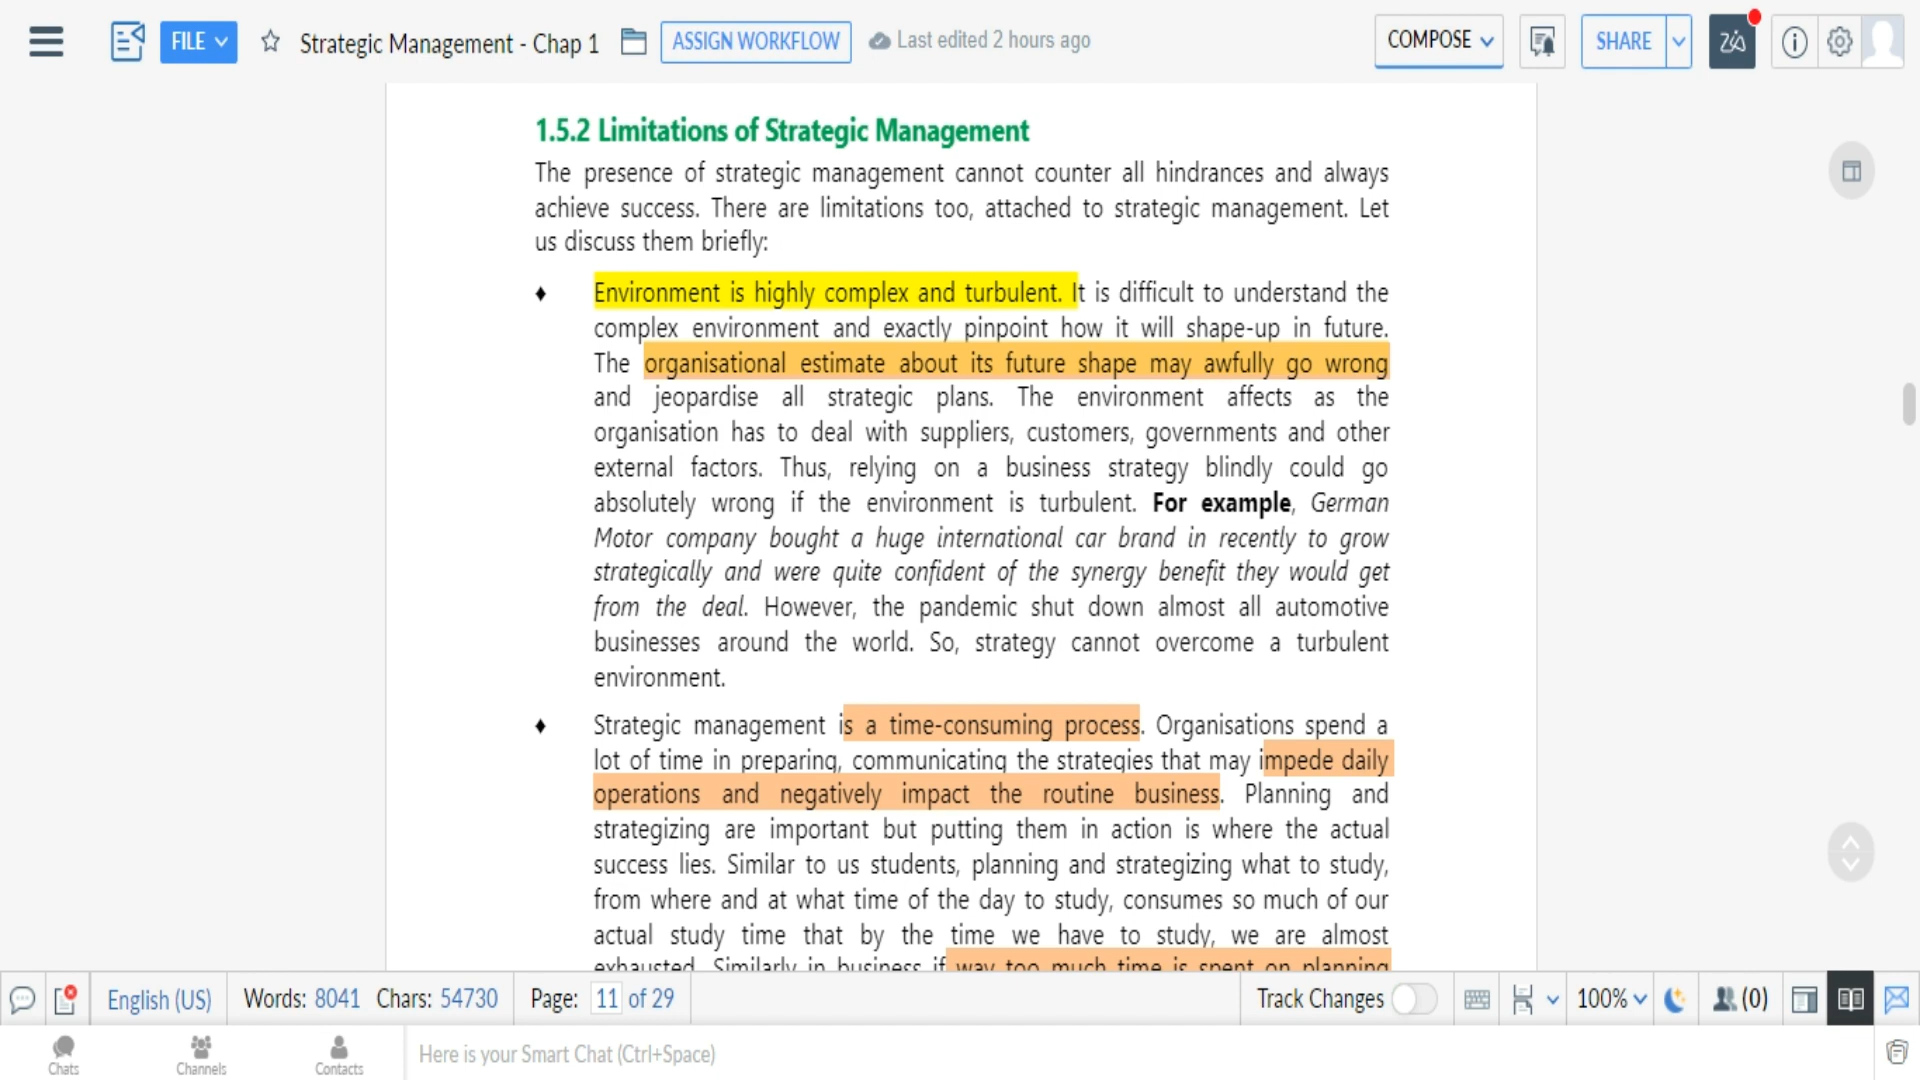 FILE
Strategic Management - Chap 1
ASSIGN WORKFLOW
Last edited 2 hours ago
COMPOSE
SHARE
1.5.2 Limitations of Strategic Management
The presence of strategic management cannot counter all hindrances and always
achieve success. There are limitations too, attached to strategic management. Let
us discuss them briefly:
♦ Environment is highly complex and turbulent. It is difficult to understand the
complex environment and exactly pinpoint how it will shape-up in future.
The organisational estimate about its future shape may awfully go wrong
and jeopardise all strategic plans. The environment affects as the
organisation has to deal with suppliers, customers, governments and other
external factors. Thus, relying on a business strategy blindly could go
absolutely wrong if the environment is turbulent. For example, German
Motor company bought a huge international car brand in recently to grow
strategically and were quite confident of the synergy benefit they would get
from the deal. However, the pandemic shut down almost all automotive
businesses around the world. So, strategy cannot overcome a turbulent
environment.
♦ Strategic management is a time-consuming process. Organisations spend a
lot of time in preparing, communicating the strategies that may impede daily
operations and negatively impact the routine business. Planning and
strategizing are important but putting them in action is where the actual
success lies. Similar to us students, planning and strategizing what to study,
from where and at what time of the day to study, consumes so much of our
actual study time that by the time we have to study, we are almost
exhausted. Similarly in business if way too much time is spent on planning
English (US)
Words: 8041 Chars: 54730
Page: 11 of 29
Track Changes
100%
(0)
Chats
Channels
Contacts
Here is your Smart Chat (Ctrl+Space)